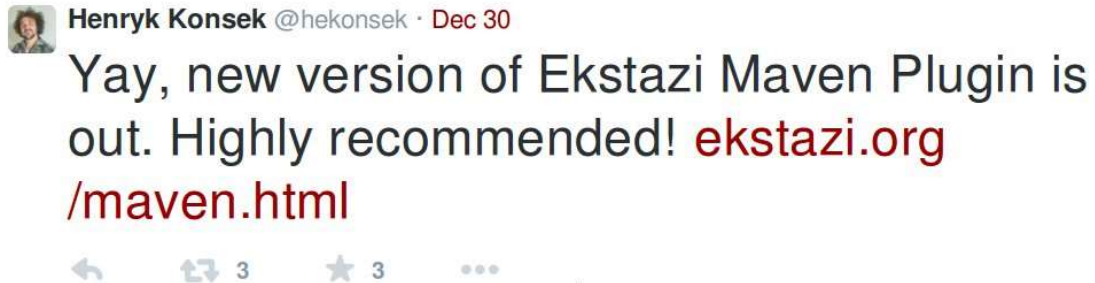 Henryk Konsek @hekonsek · Dec 30
Yay, new version of Ekstazi Maven Plugin is
out. Highly recommended! ekstazi.org
/maven.html
3 3